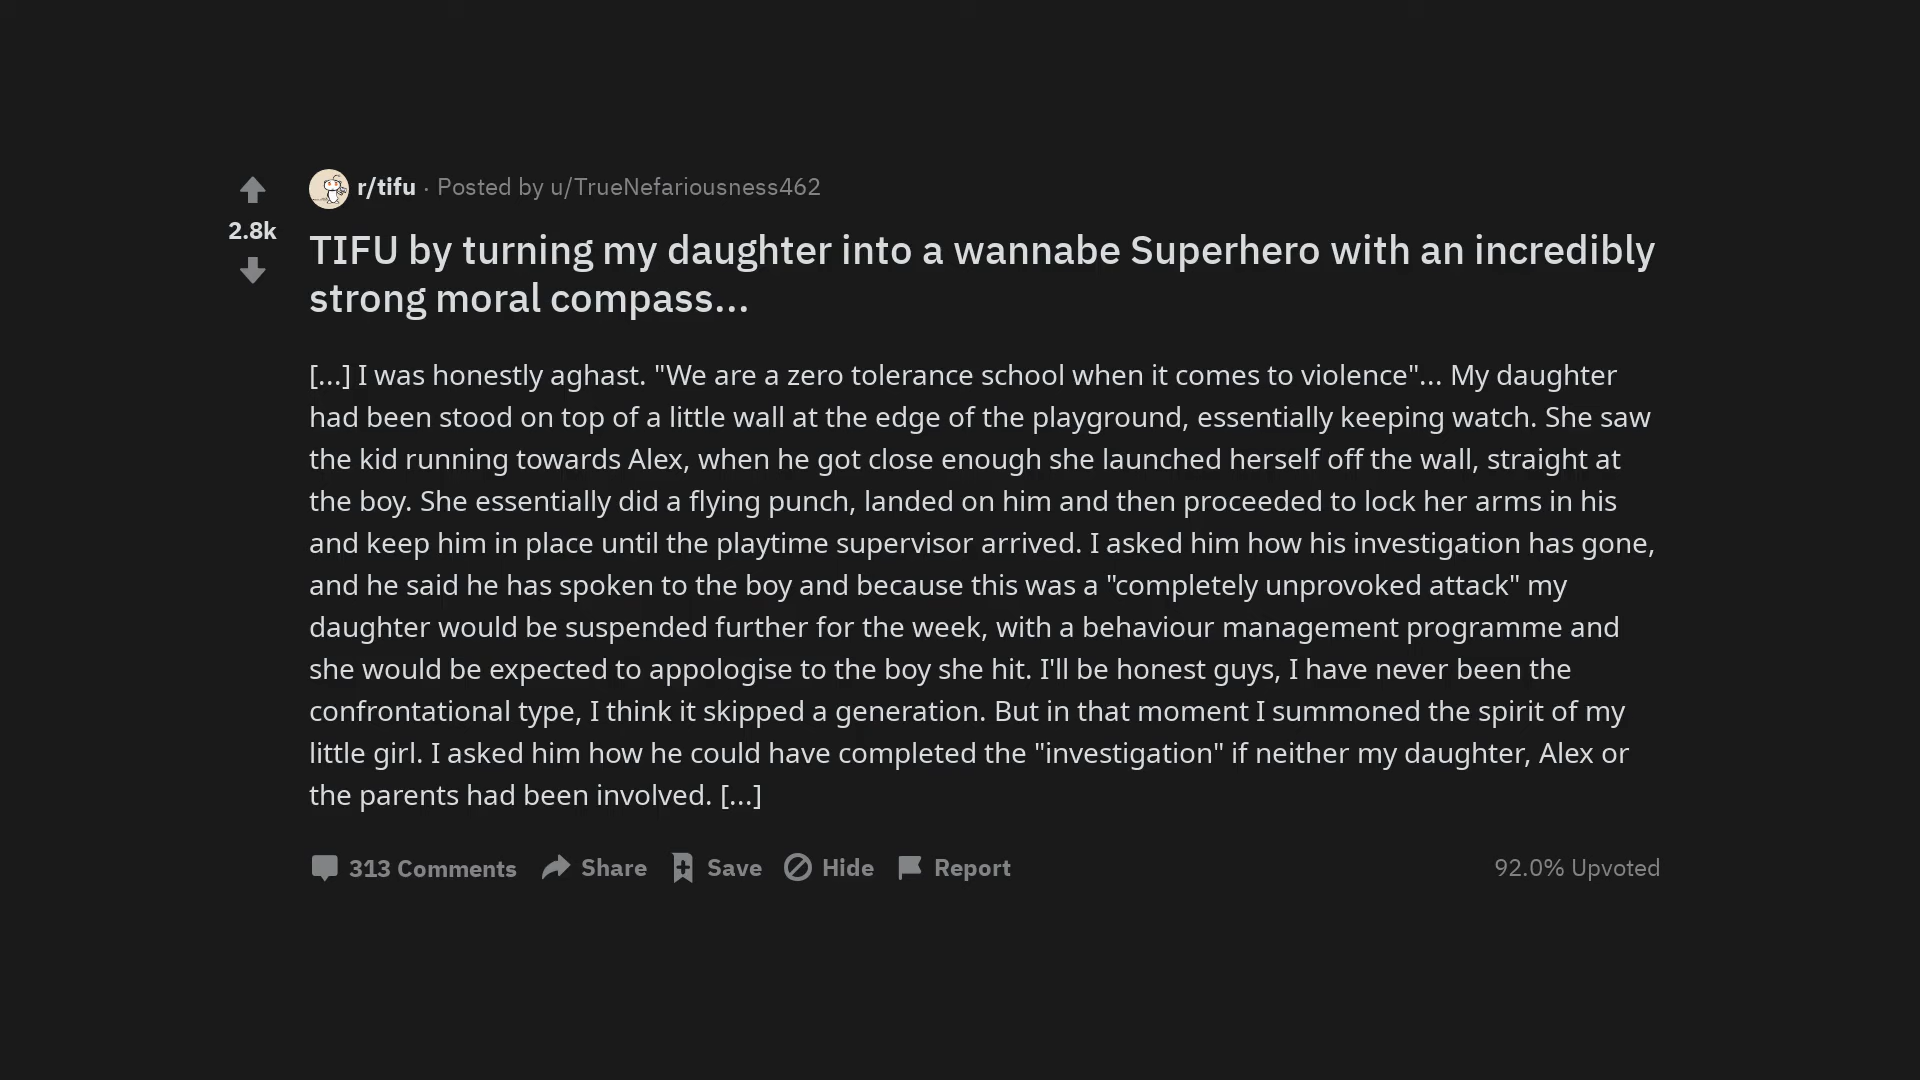 r/tifu · Posted by u/TrueNefariousness462
2.8k
TIFU by turning my daughter into a wannabe Superhero with an incredibly
strong moral compass...
[...] I was honestly aghast. "We are a zero tolerance school when it comes to violence"... My daughter
had been stood on top of a little wall at the edge of the playground, essentially keeping watch. She saw
the kid running towards Alex, when he got close enough she launched herself off the wall, straight at
the boy. She essentially did a flying punch, landed on him and then proceeded to lock her arms in his
and keep him in place until the playtime supervisor arrived. I asked him how his investigation has gone,
and he said he has spoken to the boy and because this was a "completely unprovoked attack" my
daughter would be suspended further for the week, with a behaviour management programme and
she would be expected to appologise to the boy she hit. I'll be honest guys, I have never been the
confrontational type, I think it skipped a generation. But in that moment I summoned the spirit of my
little girl. I asked him how he could have completed the "investigation" if neither my daughter, Alex or
the parents had been involved. [...]
313 Comments Share Save Hide Report 92.0% Upvoted